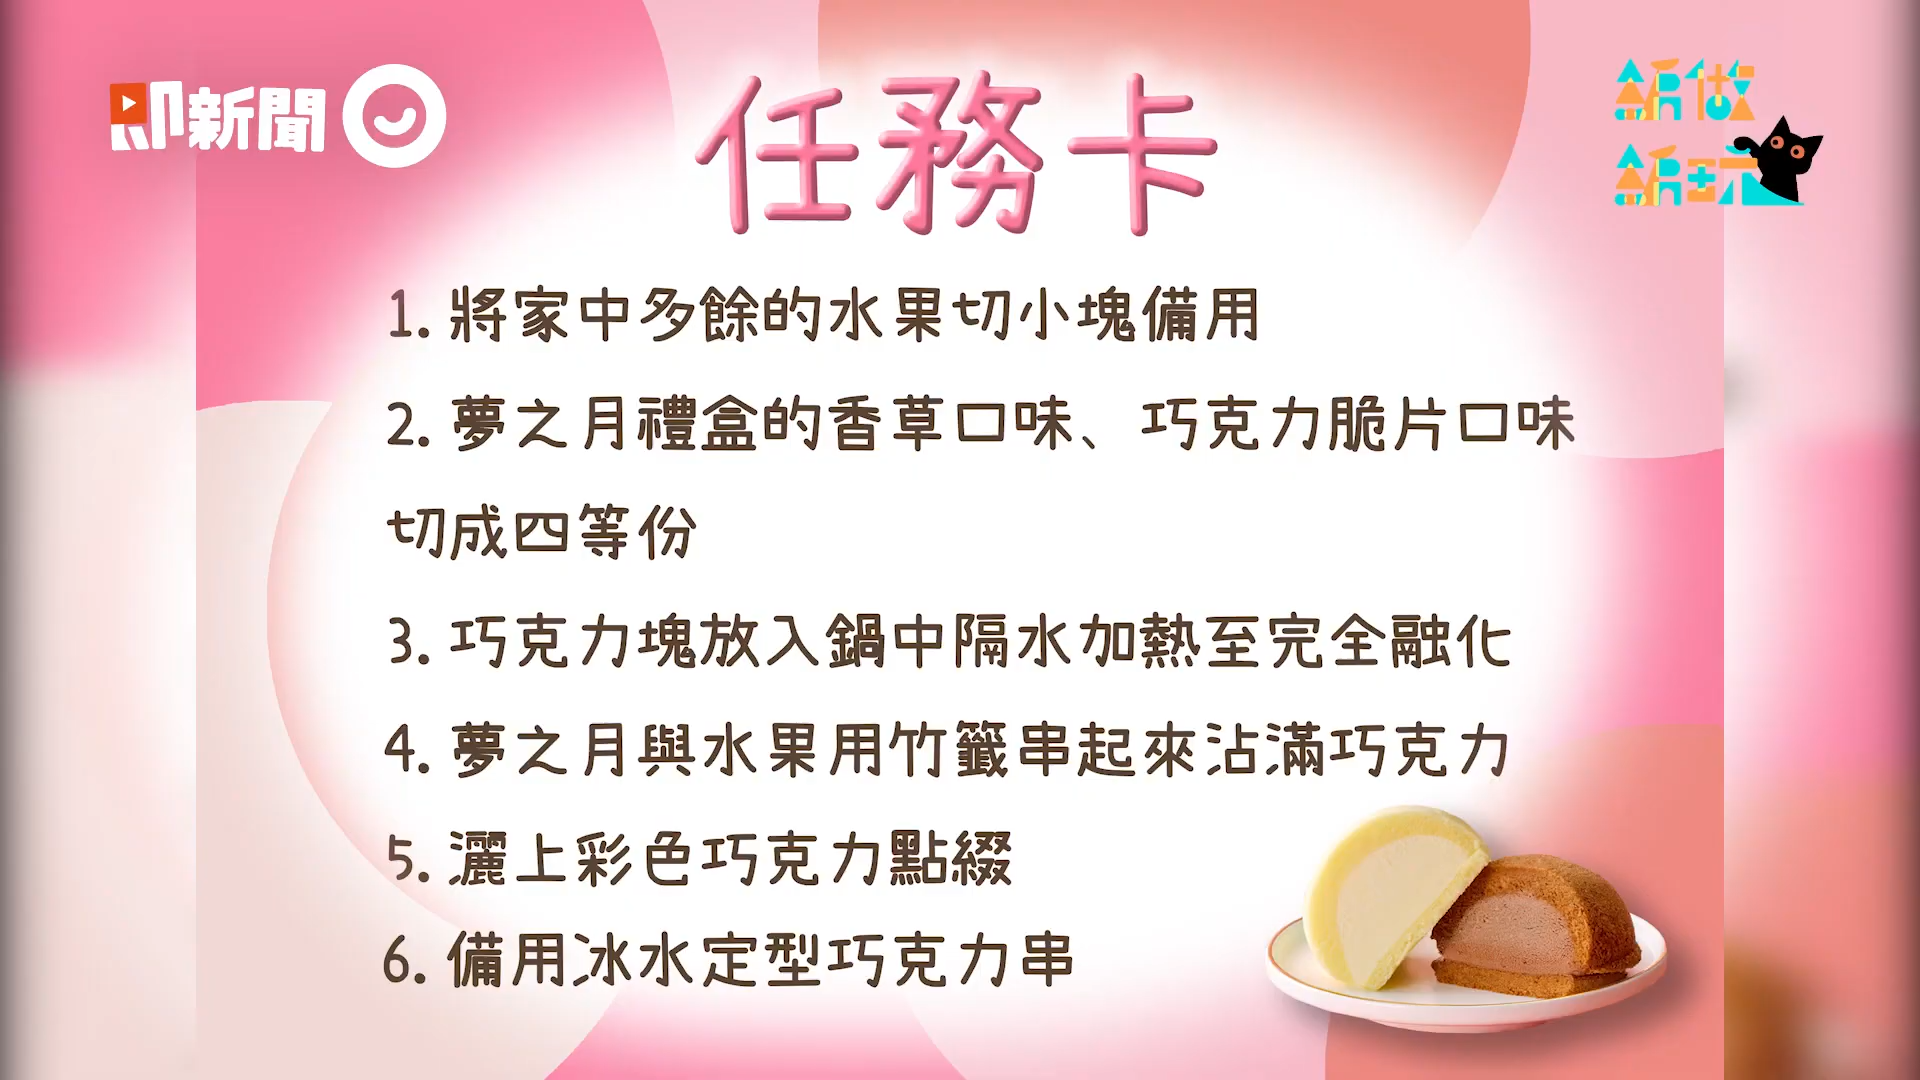 即新聞
任務卡
鍋做
鍋玩
1. 將家中多餘的水果切小塊備用
2. 夢之月禮盒的香草口味、巧克力脆片口味
切成四等份
3. 巧克力塊放入鍋中隔水加熱至完全融化
4. 夢之月與水果用竹籤串起來沾滿巧克力
5. 灑上彩色巧克力點綴
6. 備用冰水定型巧克力串